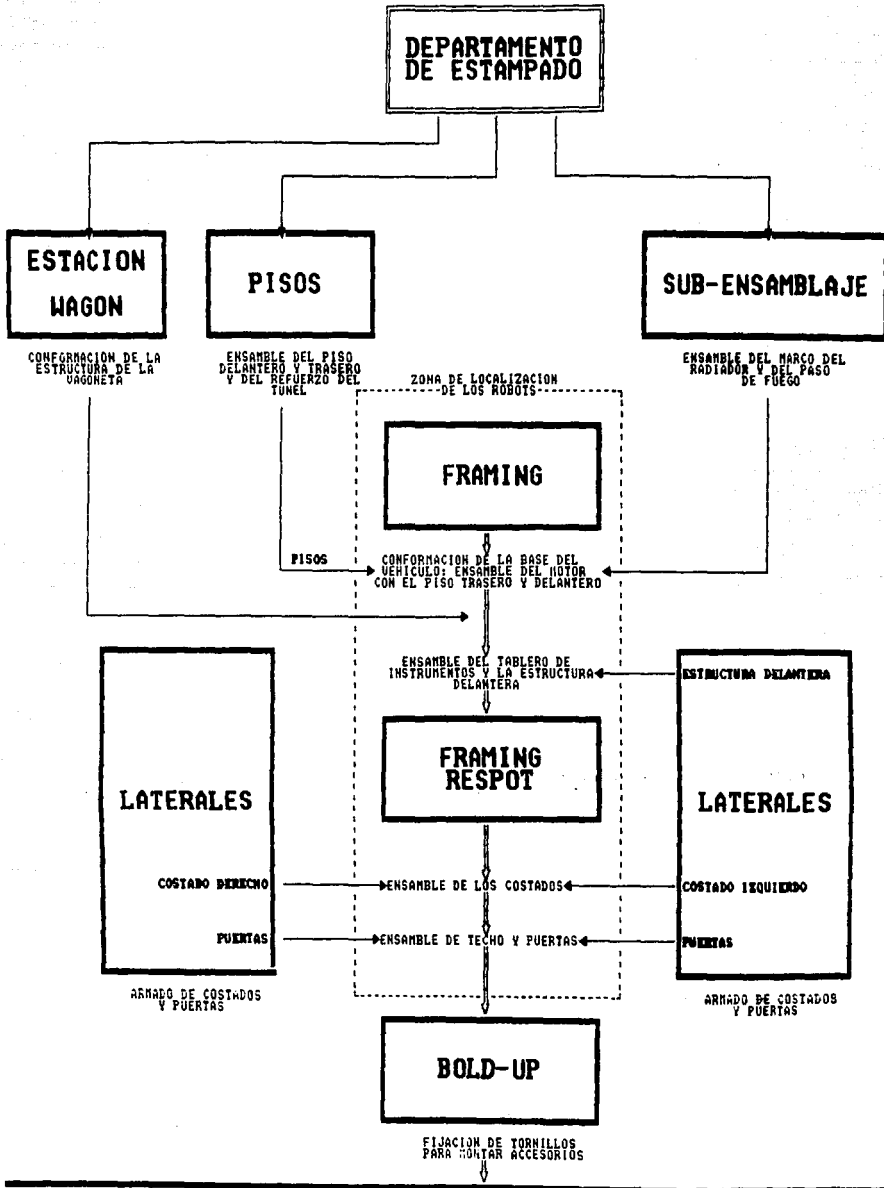 DEPARTAMENTO
DE ESTAMPADO
ESTACION
WAGON
CONFORMACION DE LA
ESTRUCTURA DE LA
VAGONETA
PISOS
ENSAMBLE DEL PISO
DELANTERO Y TRASERO
Y DEL REFUERZO DEL
TUNEL
SUB-ENSAMBLAJE
ENSAMBLE DEL MARCO DEL
RADIADOR Y DEL PASO
DE FUEGO
ZONA DE LOCALIZACION
DE LOS ROBOTS
FRAMING
PISOS
CONFORMACION DE LA BASE DEL
VEHICULO: ENSAMBLE DEL MOTOR
CON EL PISO TRASERO Y DELANTERO
ENSAMBLE DEL TABLERO DE
INSTRUMENTOS Y LA ESTRUCTURA
DELANTERA
ESTRUCTURA DELANTERA
FRAMING
RESPOT
LATERALES
LATERALES
COSTADO DERECHO
ENSAMBLE DE LOS COSTADOS
COSTADO IZQUIERDO
PUERTAS
ENSAMBLE DE TECHO Y PUERTAS
PUERTAS
ARMADO DE COSTADOS
Y PUERTAS
ARMADO DE COSTADOS
Y PUERTAS
BOLD-UP
FIJACION DE TORNILLOS
PARA MONTAR ACCESORIOS